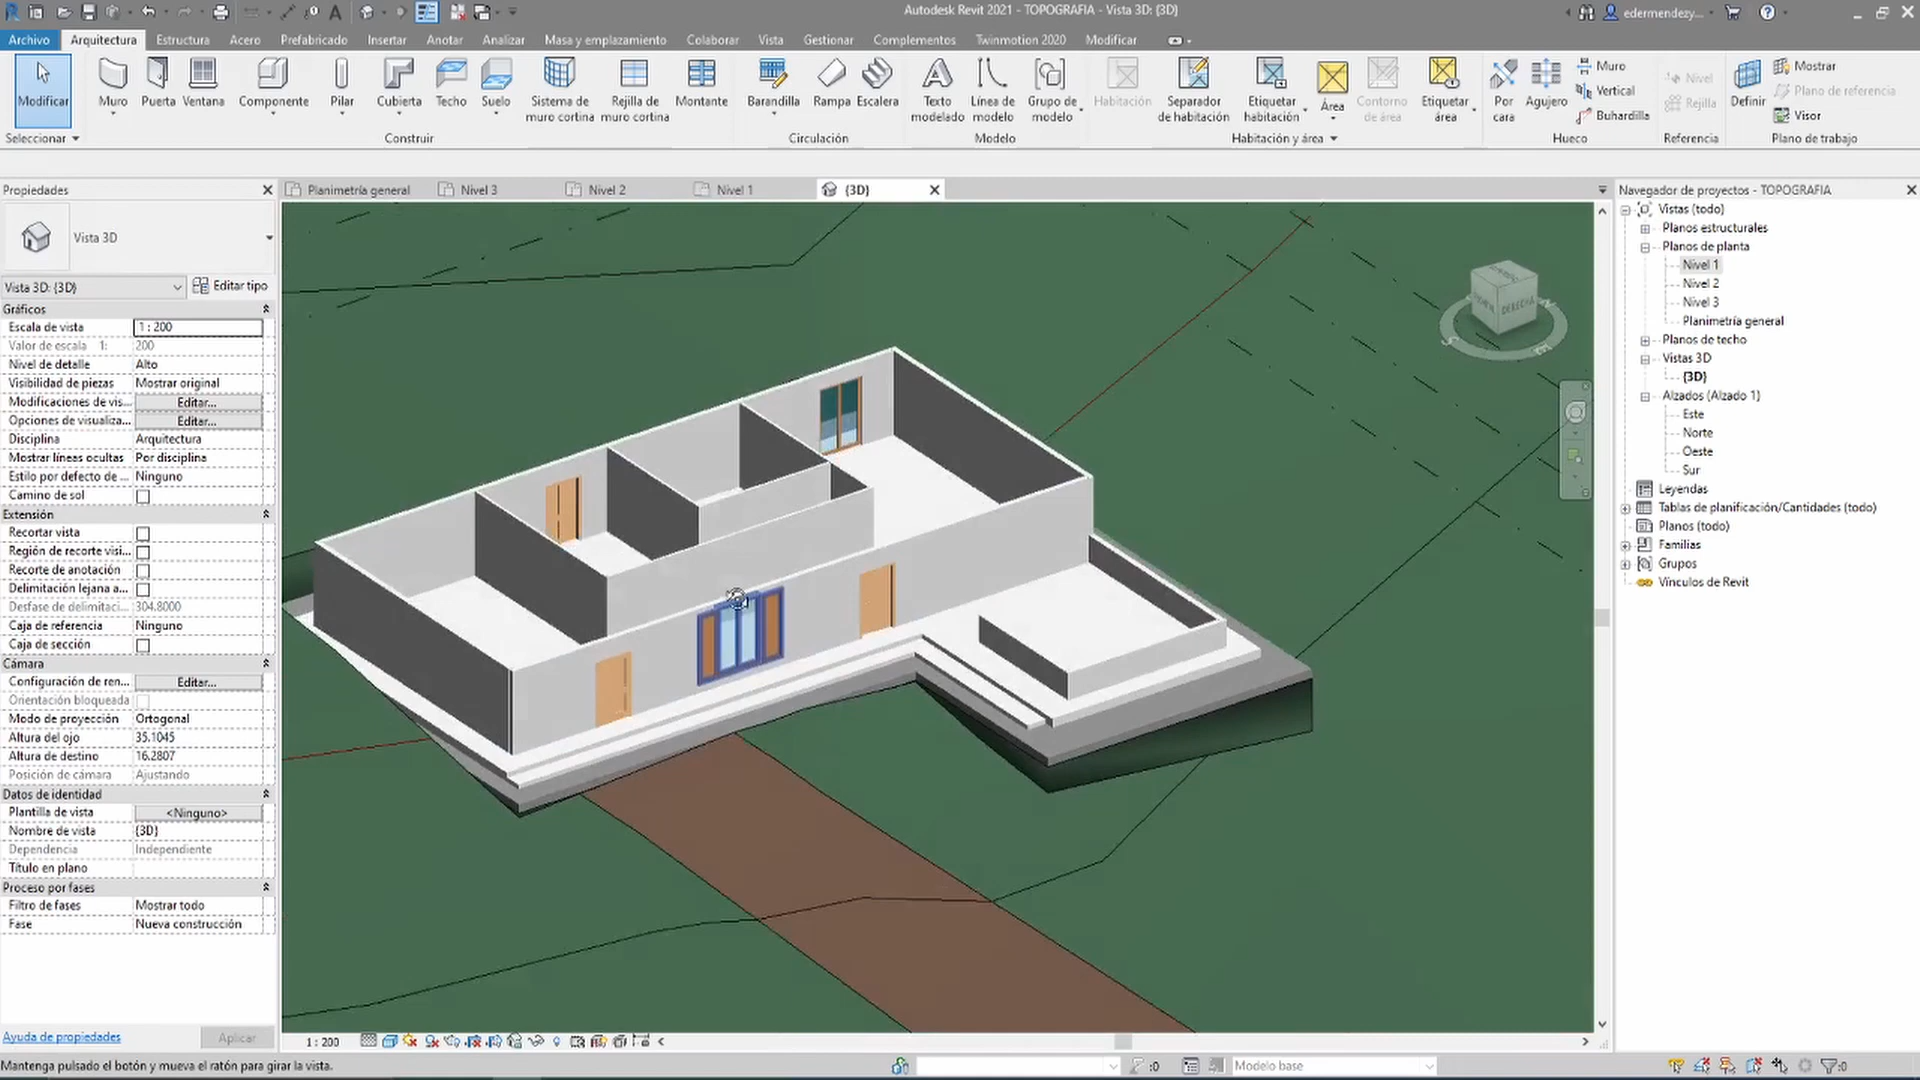 Autodesk Revit 2021 - TOPOGRAFIA - Vista 3D: {3D}
edermendezy...
Archivo Arquitectura Estructura Acero Prefabricado Insertar Anotar Analizar Masa y emplazamiento Colaborar Vista Gestionar Complementos Twinmotion 2020 Modificar
Modificar
Muro Puerta Ventana Componente Pilar Cubierta Techo Suelo Sistema de muro cortina Rejilla de muro cortina Montante
Barandilla Rampa Escalera
Texto modelado Línea de modelo Grupo de modelo
Habitación Separador de habitación Etiquetar habitación Área Contorno de área Etiquetar área
Por cara Agujero Muro Vertical Buhardilla
Nivel Rejilla
Definir Mostrar Plano de referencia Visor
Seleccionar Construir Circulación Modelo Habitación y área Hueco Referencia Plano de trabajo
Propiedades
Vista 3D
Vista 3D: {3D} Editar tipo
Gráficos
Escala de vista 1 : 200
Valor de escala 1: 200
Nivel de detalle Alto
Visibilidad de piezas Mostrar original
Modificaciones de vis... Editar...
Opciones de visualiza... Editar...
Disciplina Arquitectura
Mostrar líneas ocultas Por disciplina
Estilo por defecto de ... Ninguno
Camino de sol
Extensión
Recortar vista
Región de recorte visi...
Recorte de anotación
Delimitación lejana a...
Desfase de delimitaci... 304.8000
Caja de referencia Ninguno
Caja de sección
Cámara
Configuración de ren... Editar...
Orientación bloqueada
Modo de proyección Ortogonal
Altura del ojo 35.1045
Altura de destino 16.2807
Posición de cámara Ajustando
Datos de identidad
Plantilla de vista <Ninguno>
Nombre de vista {3D}
Dependencia Independiente
Título en plano
Proceso por fases
Filtro de fases Mostrar todo
Fase Nueva construcción
Ayuda de propiedades Aplicar
Planimetría general Nivel 3 Nivel 2 Nivel 1 {3D}
DERECHA
Navegador de proyectos - TOPOGRAFIA
Vistas (todo)
Planos estructurales
Planos de planta
Nivel 1
Nivel 2
Nivel 3
Planimetría general
Planos de techo
Vistas 3D
{3D}
Alzados (Alzado 1)
Este
Norte
Oeste
Sur
Leyendas
Tablas de planificación/Cantidades (todo)
Planos (todo)
Familias
Grupos
Vínculos de Revit
1 : 200
Mantenga pulsado el botón y mueva el ratón para girar la vista.
:0
Modelo base
:0